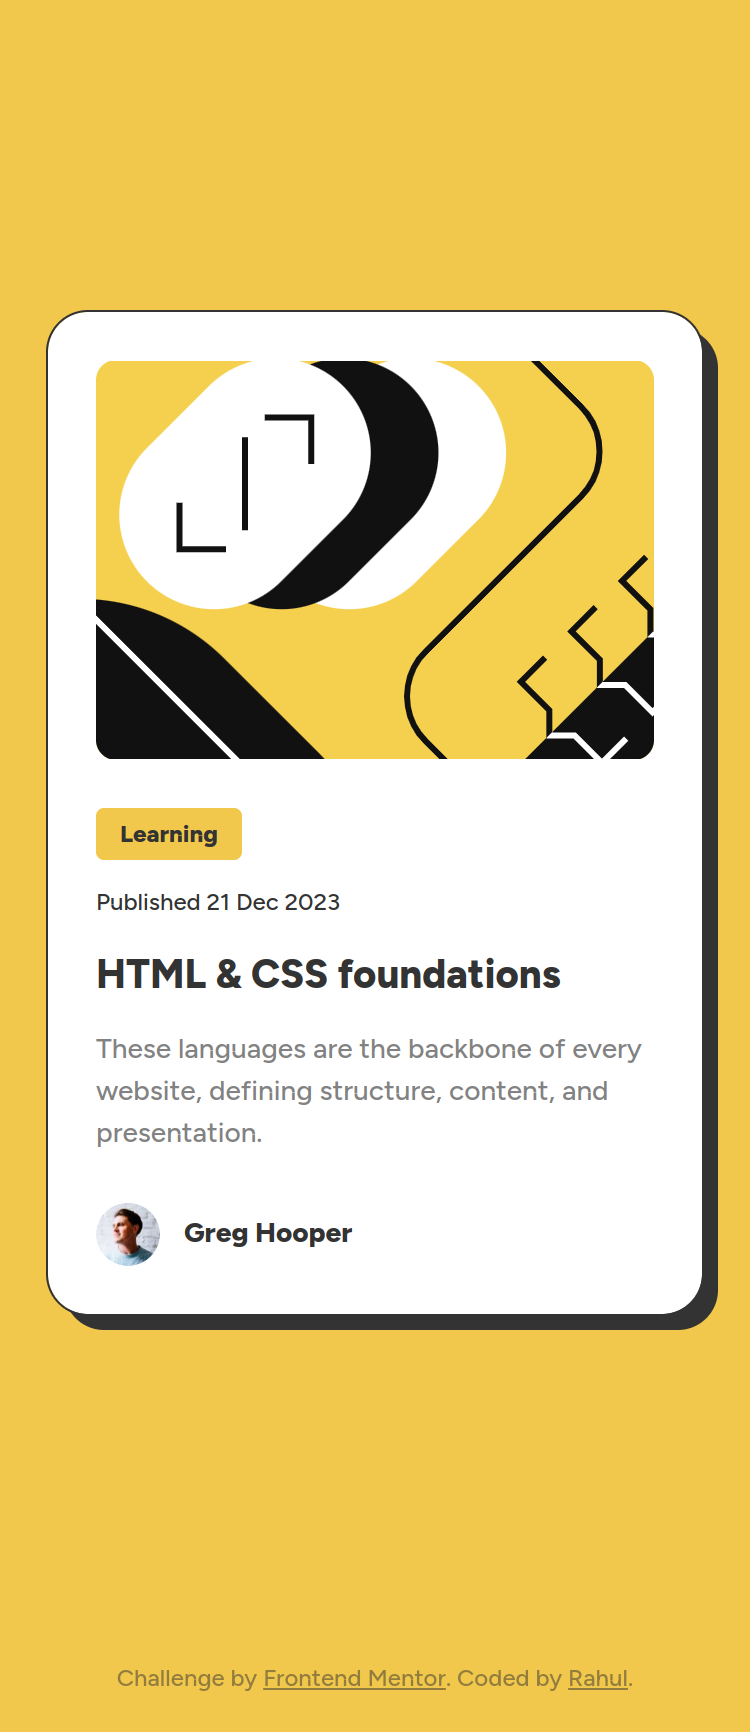 Learning
Published 21 Dec 2023
HTML & CSS foundations
These languages are the backbone of every
website, defining structure, content, and
presentation.
Greg Hooper
Challenge by Frontend Mentor. Coded by Rahul.